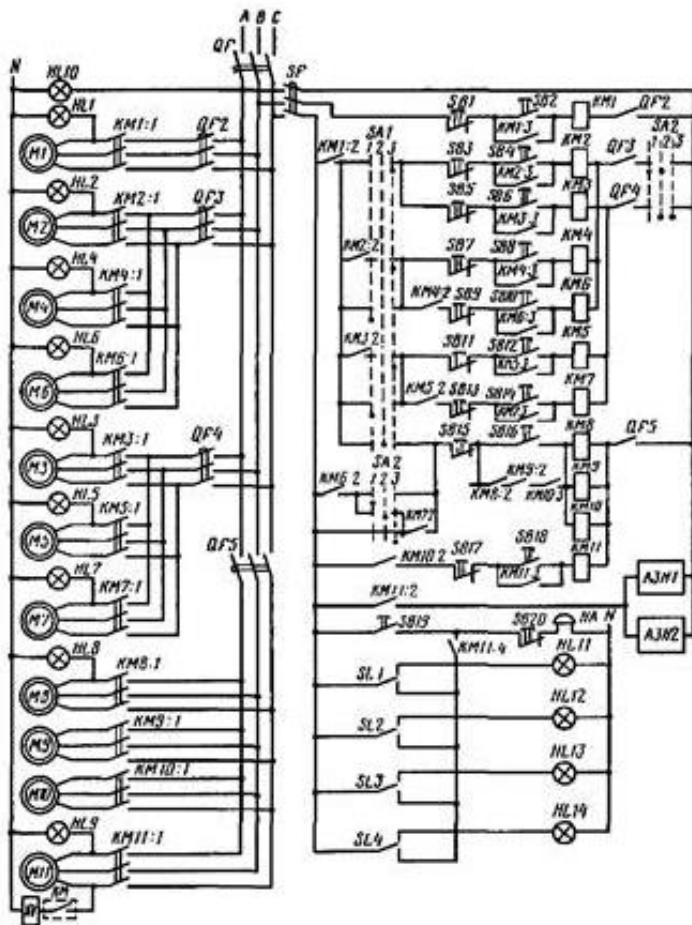 A B C
QF
N
HL10
SF
HL1
KM1:1
QF2
M1
HL2
KM2:1
QF3
M2
HL4
KM4:1
M4
HL6
KM6:1
M6
HL3
KM3:1
QF4
M3
HL5
KM5:1
M5
QF5
HL7
KM7:1
M7
HL8
KM8:1
M8
KM9:1
M9
KM10:1
M10
HL9
KM11:1
M11
KM
SB1
SB2
KM1
QF2
KM1:3
KM2
SA2
KM1:2
SA1
1 2 3
SB3
SB4
QF3
1 2 3
KM2:3
KM3
SB5
SB6
QF4
KM3:3
KM4
KM2:2
SB7
SB8
KM4:3
KM6
KM4:2
SB9
SB10
KM6:3
KM5
KM3:2
SB11
SB12
KM5:3
KM7
KM5:2
SB13
SB14
KM7:3
KM8
SB15
SB16
QF5
SA2
KM9:2
KM9
KM6:2
1 2 3
KM8:2
KM10:3
KM10
KM7:2
KM11
KM10:2
SB17
SB18
KM11:3
АЗН1
KM11:2
SB19
SB20
HA
N
АЗН2
KM11:4
HL11
SL1
HL12
SL2
HL13
SL3
HL14
SL4